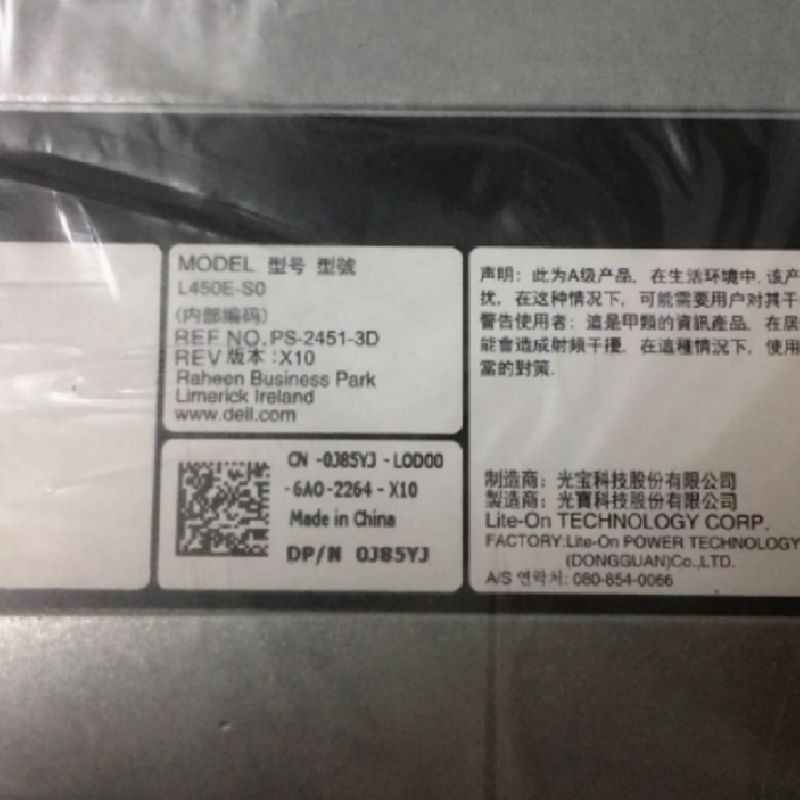 MODEL 型号 型號
L450E-S0
(内部编码)
REF NO. PS-2451-3D
REV 版本:X10
Raheen Business Park
Limerick Ireland
www.dell.com
CN -0J85YJ -LOD00
-6A0-2264 - X10
Made in China
DP/N 0J85YJ
声明: 此为A级产品, 在生活环境中, 该产
扰, 在这种情况下, 可能需要用户对其干
警告使用者: 這是甲類的資訊產品, 在居
能會造成射頻干擾, 在這種情況下, 使用
當的對策.
制造商: 光宝科技股份有限公司
製造商: 光寶科技股份有限公司
Lite-On TECHNOLOGY CORP.
FACTORY:Lite-On POWER TECHNOLOGY
(DONGGUAN)Co.,LTD.
A/S 연락처: 080-854-0066